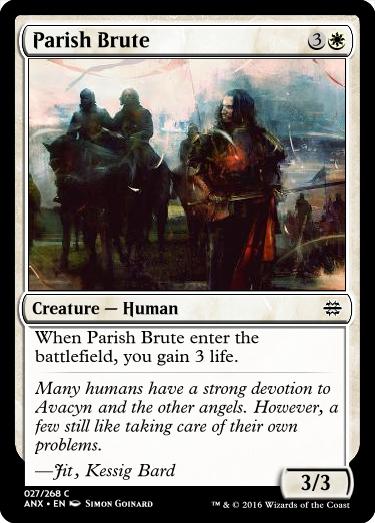 Parish Brute 3
Creature — Human
When Parish Brute enter the
battlefield, you gain 3 life.
Many humans have a strong devotion to
Avacyn and the other angels. However, a
few still like taking care of their own
problems.
—Jit, Kessig Bard
3/3
027/268 C
ANX • EN Simon Goinard
™ & © 2016 Wizards of the Coast